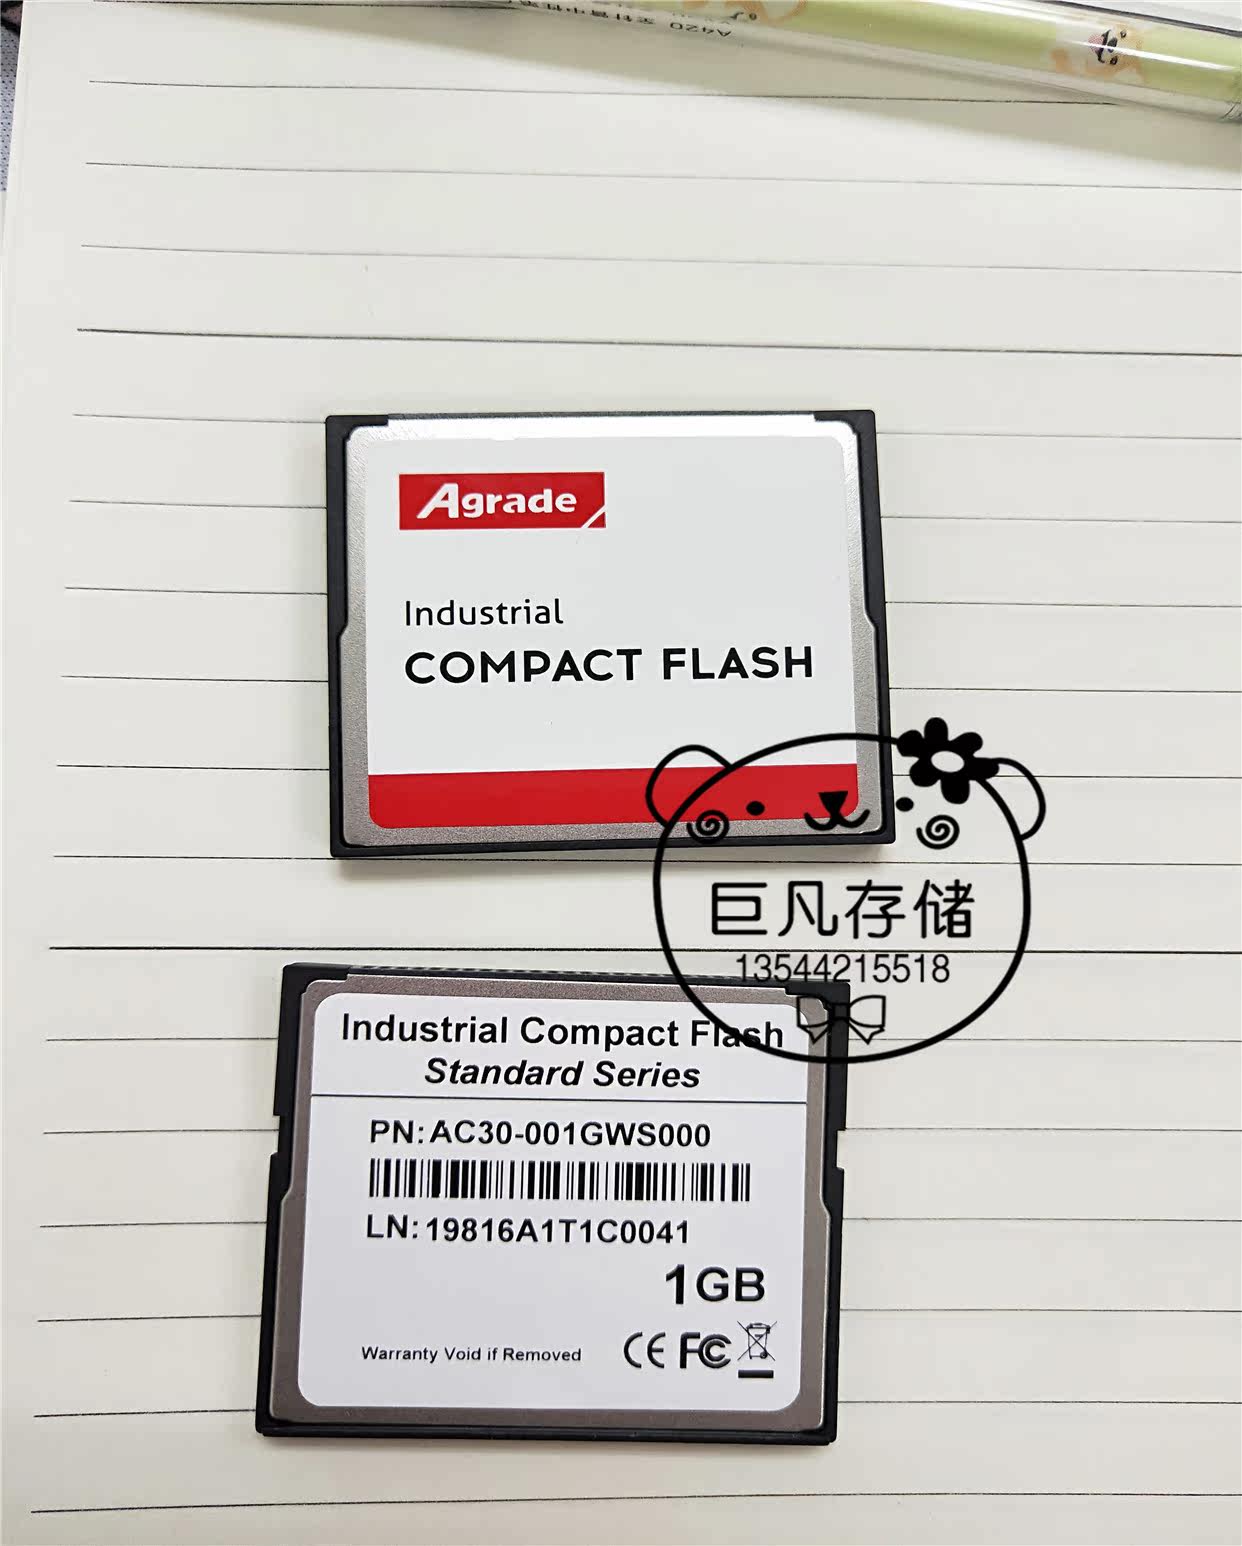 A420
Agrade
Industrial
COMPACT FLASH
巨凡存储
13544215518
Industrial Compact Flash
Standard Series
PN: AC30-001GWS000
LN: 19816A1T1C0041
1GB
Warranty Void if Removed
CE FC